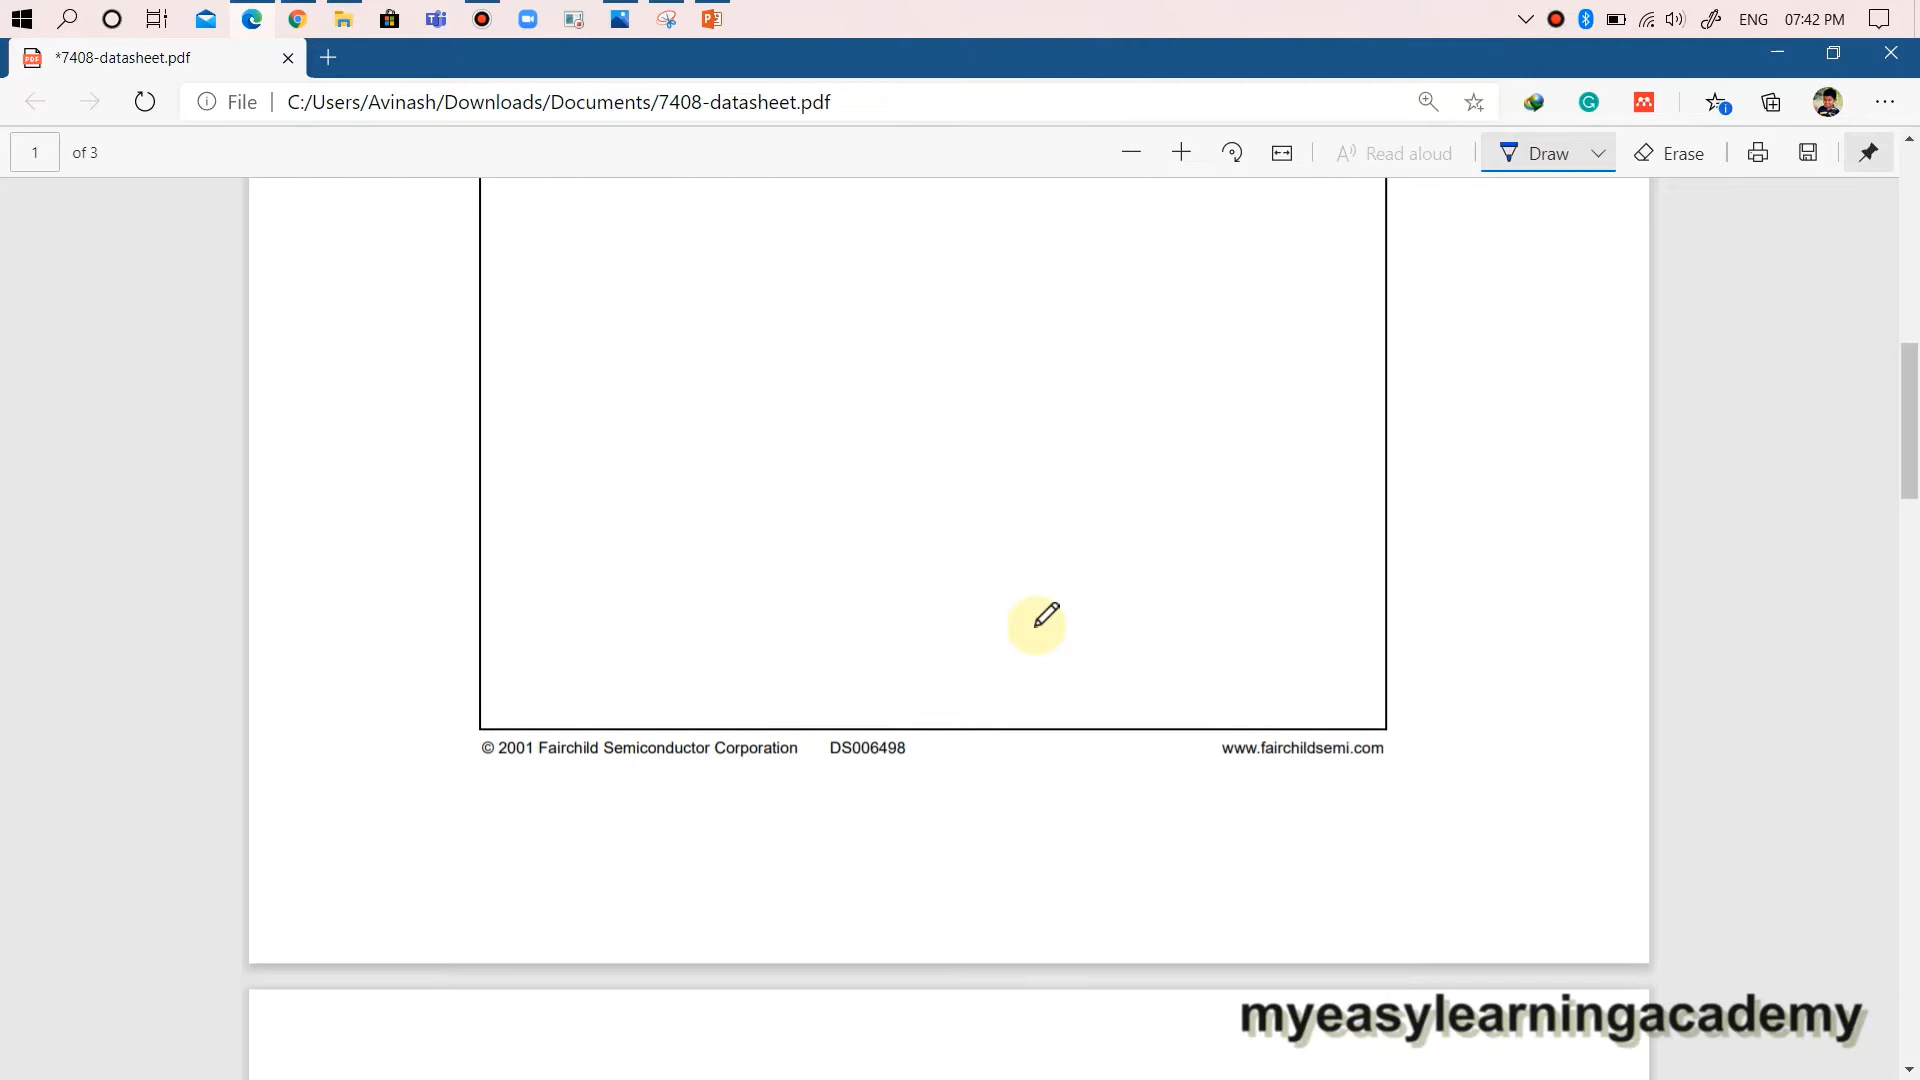 ENG 07:42 PM
*7408-datasheet.pdf
File C:/Users/Avinash/Downloads/Documents/7408-datasheet.pdf
1 of 3 Read aloud Draw Erase
© 2001 Fairchild Semiconductor Corporation DS006498 www.fairchildsemi.com
myeasylearningacademy